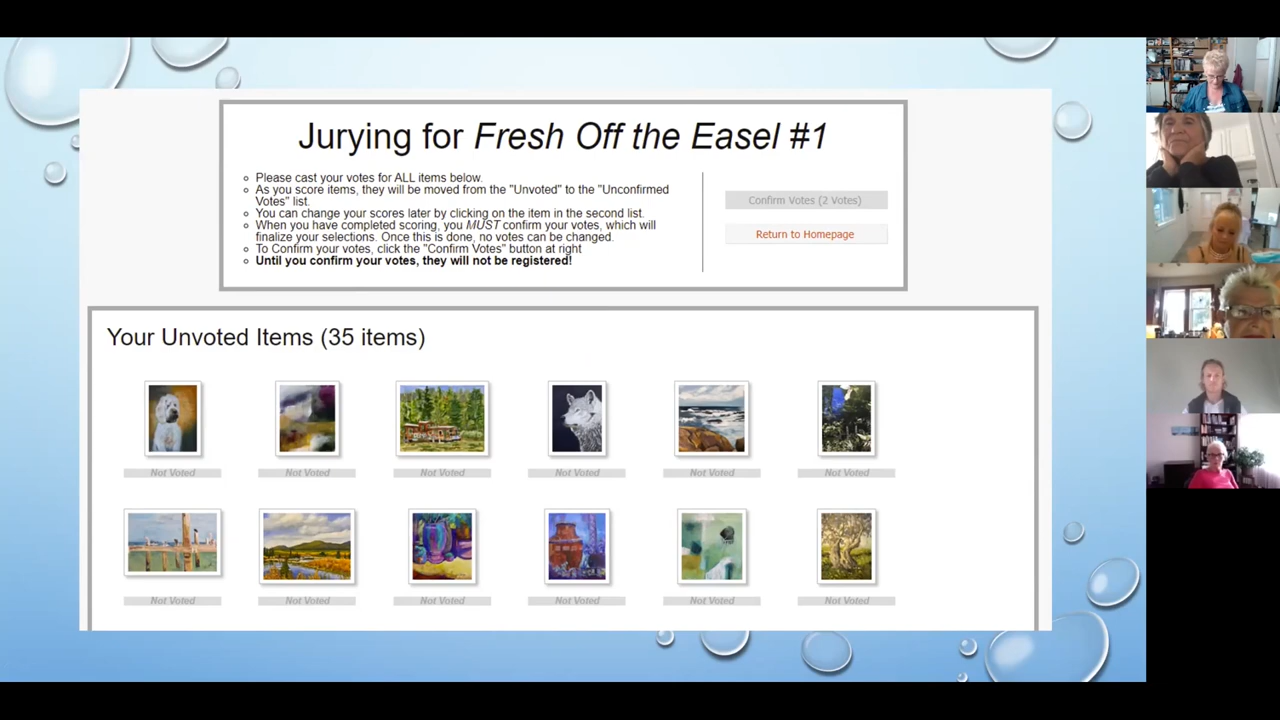 Jurying for Fresh Off the Easel #1
Please cast your votes for ALL items below.
As you score items, they will be moved from the "Unvoted" to the "Unconfirmed
Votes" list.
You can change your scores later by clicking on the item in the second list.
When you have completed scoring, you MUST confirm your votes, which will
finalize your selections. Once this is done, no votes can be changed.
To Confirm your votes, click the "Confirm Votes" button at right
Until you confirm your votes, they will not be registered!
Confirm Votes (2 Votes)
Return to Homepage
Your Unvoted Items (35 items)
Not Voted Not Voted Not Voted Not Voted Not Voted Not Voted
Not Voted Not Voted Not Voted Not Voted Not Voted Not Voted